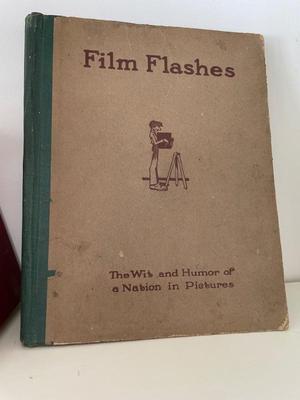 Film Flashes
The Wit and Humor of
a Nation in Pictures